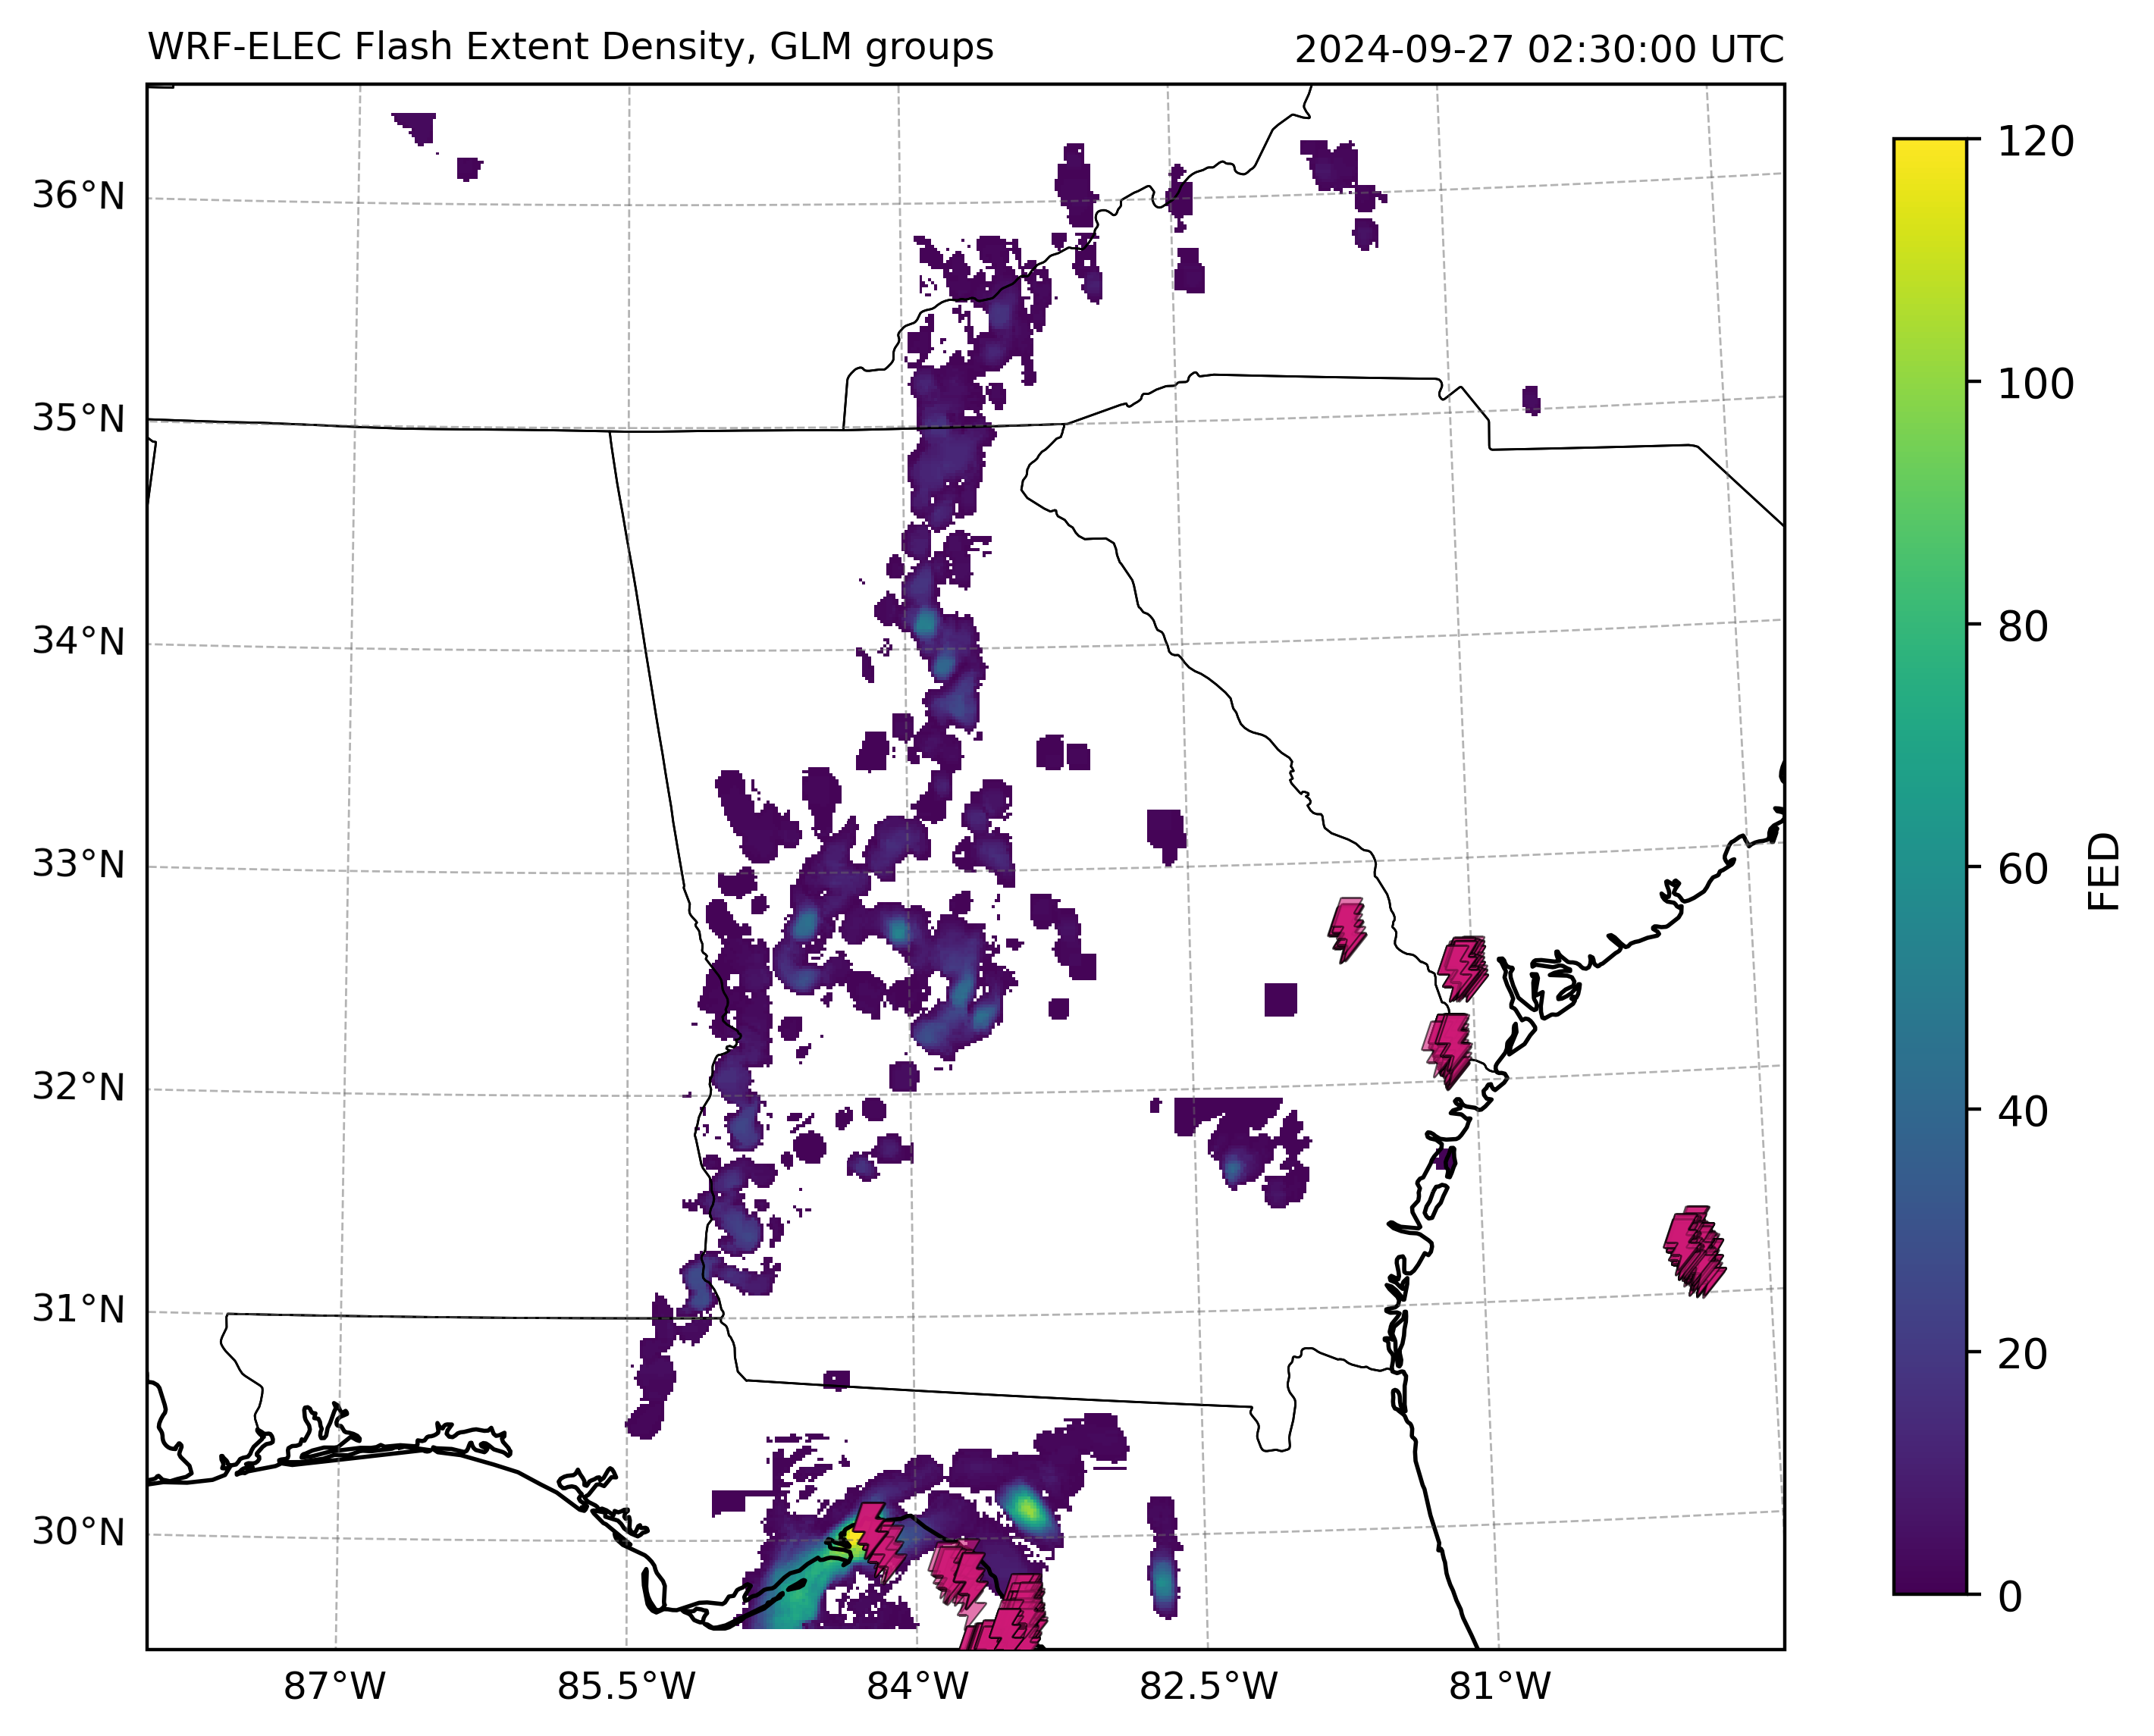 WRF-ELEC Flash Extent Density, GLM groups
2024-09-27 02:30:00 UTC
36°N
35°N
34°N
33°N
32°N
31°N
30°N
87°W
85.5°W
84°W
82.5°W
81°W
120
100
80
60
40
20
0
FED